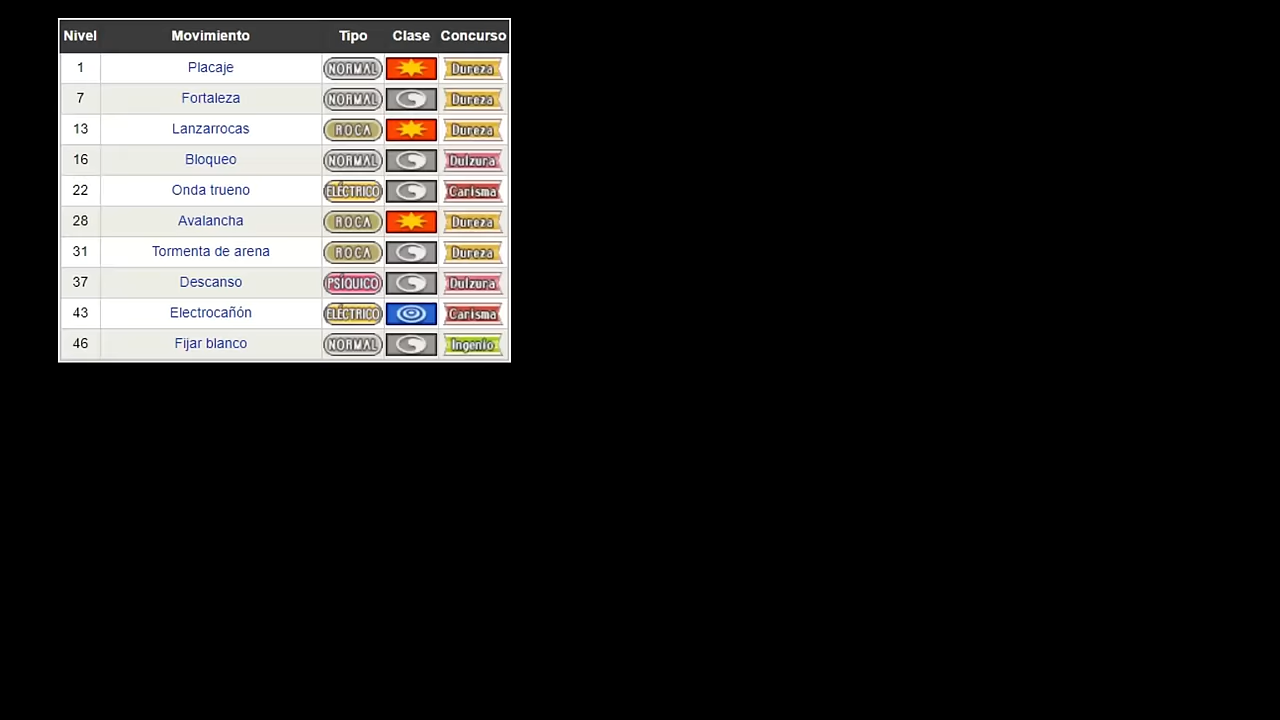 Nivel Movimiento Tipo Clase Concurso
1 Placaje NORMAL Dureza
7 Fortaleza NORMAL Dureza
13 Lanzarrocas ROCA Dureza
16 Bloqueo NORMAL Dulzura
22 Onda trueno ELÉCTRICO Carisma
28 Avalancha ROCA Dureza
31 Tormenta de arena ROCA Dureza
37 Descanso PSÍQUICO Dulzura
43 Electrocañón ELÉCTRICO Carisma
46 Fijar blanco NORMAL Ingenio